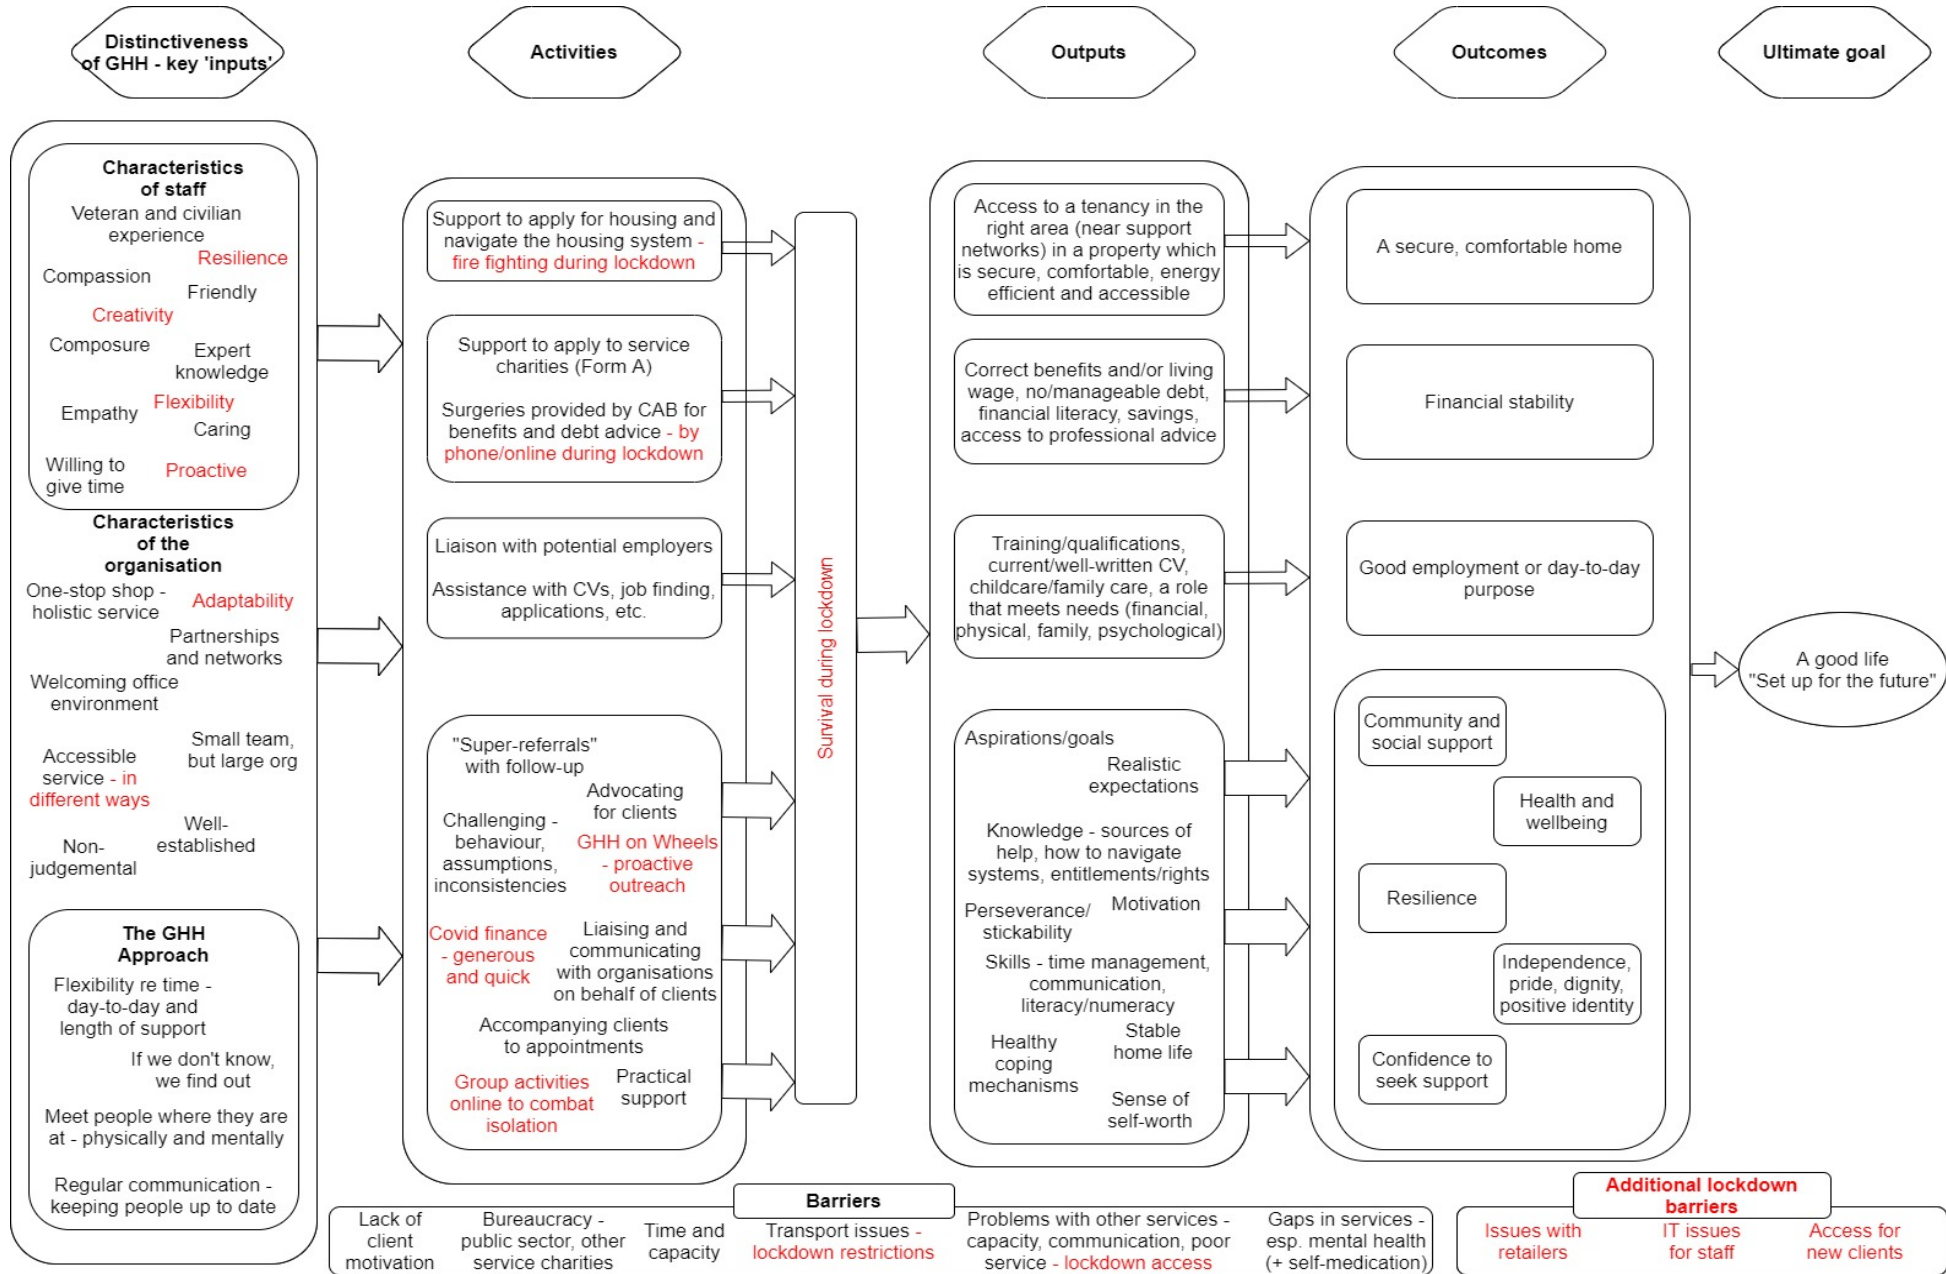 Distinctiveness
of GHH - key 'inputs'
Activities
Outputs
Outcomes
Ultimate goal
Characteristics
of staff
Veteran and civilian
experience
Resilience
Compassion
Friendly
Creativity
Composure
Expert
knowledge
Flexibility
Empathy
Caring
Willing to
give time
Proactive
Characteristics
of the
organisation
One-stop shop -
holistic service
Adaptability
Partnerships
and networks
Welcoming office
environment
Small team,
but large org
Accessible
service - in
different ways
Well-
established
Non-
judgemental
The GHH
Approach
Flexibility re time -
day-to-day and
length of support
If we don't know,
we find out
Meet people where they are
at - physically and mentally
Regular communication -
keeping people up to date
Support to apply for housing and
navigate the housing system -
fire fighting during lockdown
Support to apply to service
charities (Form A)
Surgeries provided by CAB for
benefits and debt advice - by
phone/online during lockdown
Liaison with potential employers
Assistance with CVs, job finding,
applications, etc.
"Super-referrals"
with follow-up
Advocating
for clients
Challenging -
behaviour,
assumptions,
inconsistencies
GHH on Wheels
- proactive
outreach
Covid finance
- generous
and quick
Liaising and
communicating
with organisations
on behalf of clients
Accompanying clients
to appointments
Group activities
online to combat
isolation
Practical
support
Survival during lockdown
Access to a tenancy in the
right area (near support
networks) in a property which
is secure, comfortable, energy
efficient and accessible
Correct benefits and/or living
wage, no/manageable debt,
financial literacy, savings,
access to professional advice
Training/qualifications,
current/well-written CV,
childcare/family care, a role
that meets needs (financial,
physical, family, psychological)
Aspirations/goals
Realistic
expectations
Knowledge - sources of
help, how to navigate
systems, entitlements/rights
Motivation
Perseverance/
stickability
Skills - time management,
communication,
literacy/numeracy
Stable
home life
Healthy
coping
mechanisms
Sense of
self-worth
A secure, comfortable home
Financial stability
Good employment or day-to-day
purpose
Community and
social support
Health and
wellbeing
Resilience
Independence,
pride, dignity,
positive identity
Confidence to
seek support
A good life
"Set up for the future"
Barriers
Lack of
client
motivation
Bureaucracy -
public sector, other
service charities
Time and
capacity
Transport issues -
lockdown restrictions
Problems with other services -
capacity, communication, poor
service - lockdown access
Gaps in services -
esp. mental health
(+ self-medication)
Additional lockdown
barriers
Issues with
retailers
IT issues
for staff
Access for
new clients